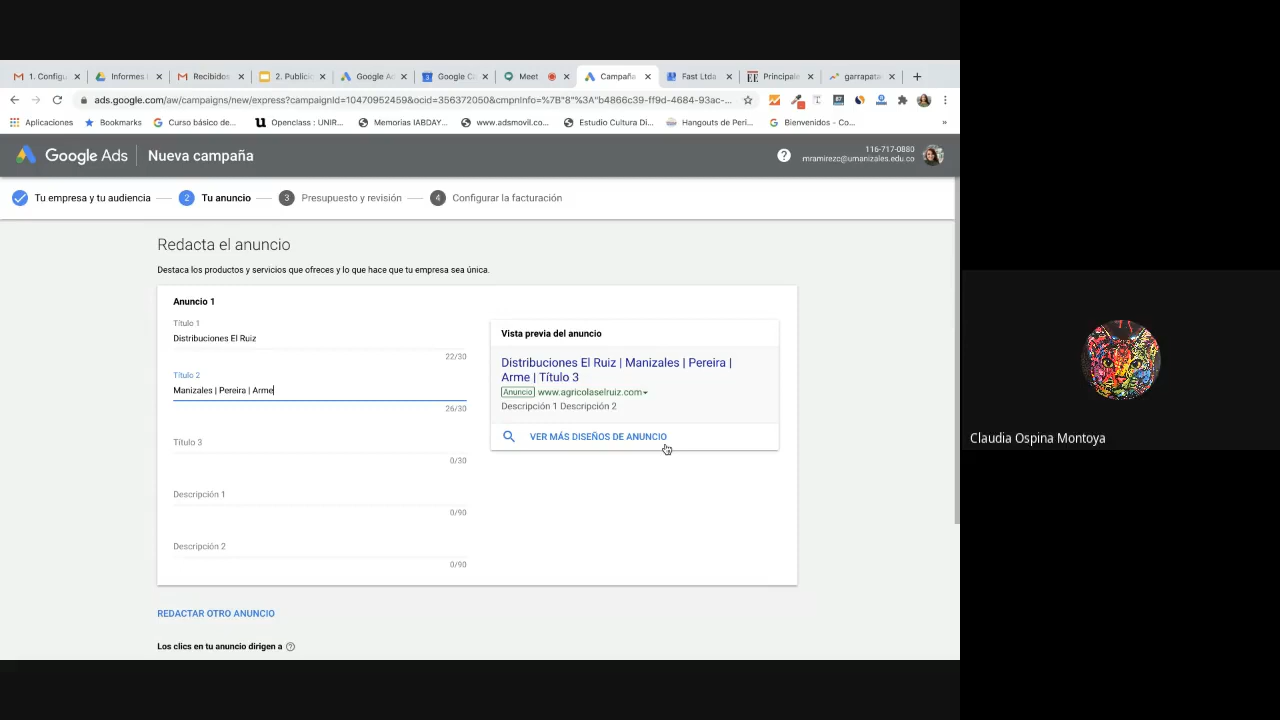 1. Configu
Informes I
Recibidos
2. Publici
Google Ad
Google C
Meet
Campaña
Fast Ltda
Principale
garrapata
ads.google.com/aw/campaigns/new/express?campaignId=10470952459&ocid=356372050&cmpnInfo=%7B"8"%3A"b4866c39-ff9d-4684-93ac-...
Aplicaciones
Bookmarks
Curso básico de...
Openclass : UNIR...
Memorias IABDAY...
www.adsmovil.co...
Estudio Cultura Di...
Hangouts de Peri...
Bienvenidos - Co...
»
Google Ads
Nueva campaña
116-717-0880
mramirezc@umanizales.edu.co
Tu empresa y tu audiencia
2 Tu anuncio
3 Presupuesto y revisión
4 Configurar la facturación
Redacta el anuncio
Destaca los productos y servicios que ofreces y lo que hace que tu empresa sea única.
Anuncio 1
Título 1
Distribuciones El Ruiz
22/30
Título 2
Manizales | Pereira | Arme
26/30
Título 3
0/30
Descripción 1
0/90
Descripción 2
0/90
Vista previa del anuncio
Distribuciones El Ruiz | Manizales | Pereira |
Arme | Título 3
Anuncio www.agricolaselruiz.com
Descripción 1 Descripción 2
VER MÁS DISEÑOS DE ANUNCIO
REDACTAR OTRO ANUNCIO
Los clics en tu anuncio dirigen a
Claudia Ospina Montoya